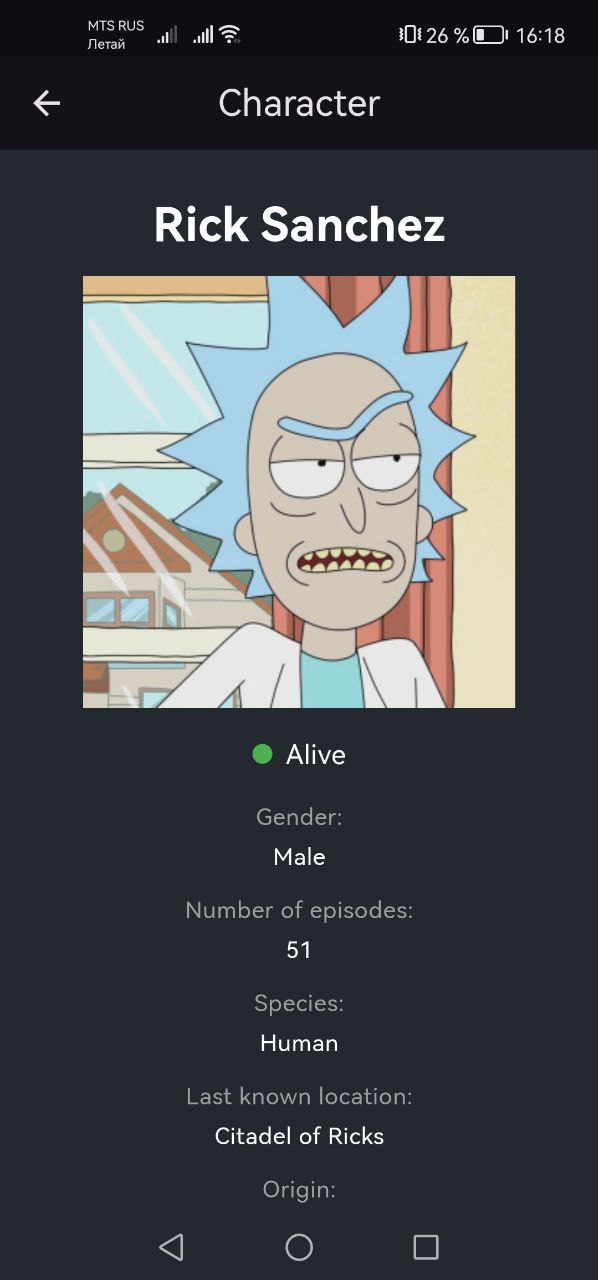 MTS RUS
Летай
26 % 16:18
Character
Rick Sanchez
Alive
Gender:
Male
Number of episodes:
51
Species:
Human
Last known location:
Citadel of Ricks
Origin: